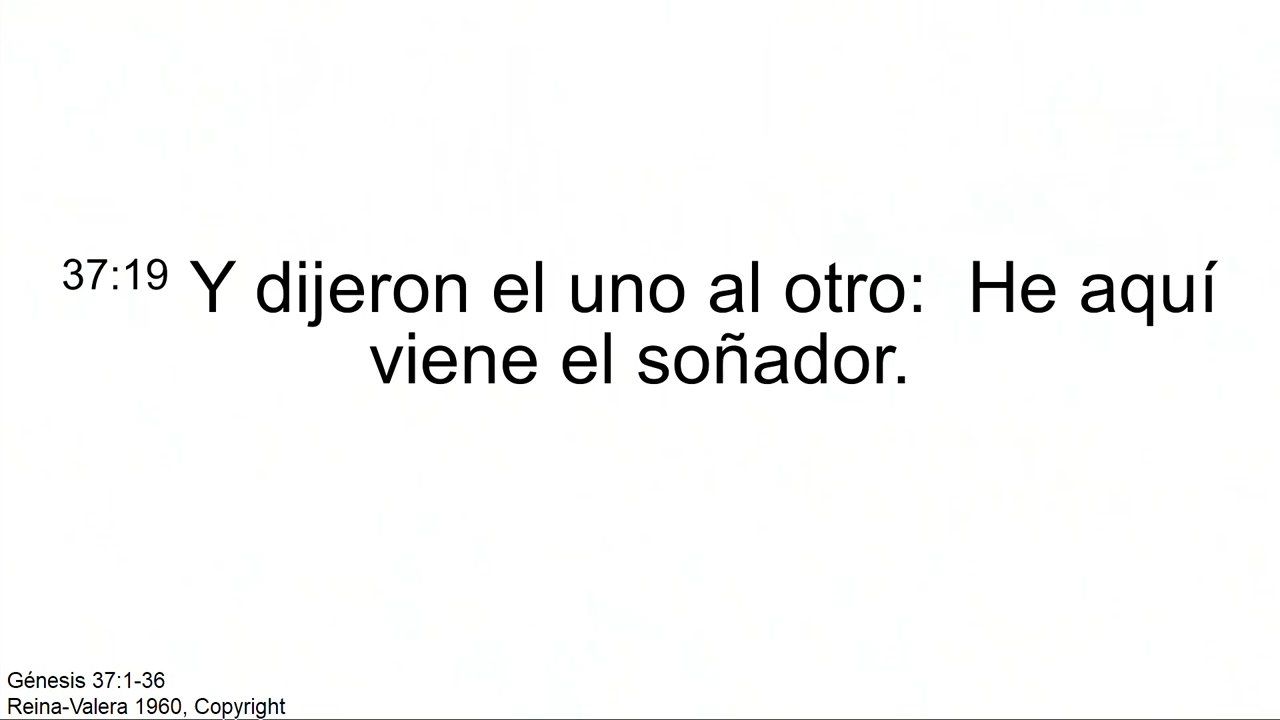 37:19 Y dijeron el uno al otro:  He aquí
viene el soñador.
Génesis 37:1-36
Reina-Valera 1960, Copyright